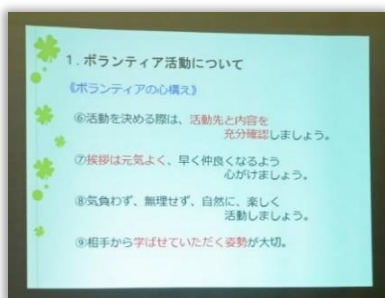 1．ボランティア活動について
《ボランティアの心構え》
⑥活動を決める際は、活動先と内容を
充分確認しましょう。
⑦挨拶は元気よく、早く仲良くなるよう
心がけましょう。
⑧気負わず、無理せず、自然に、楽しく
活動しましょう。
⑨相手から学ばせていただく姿勢が大切。